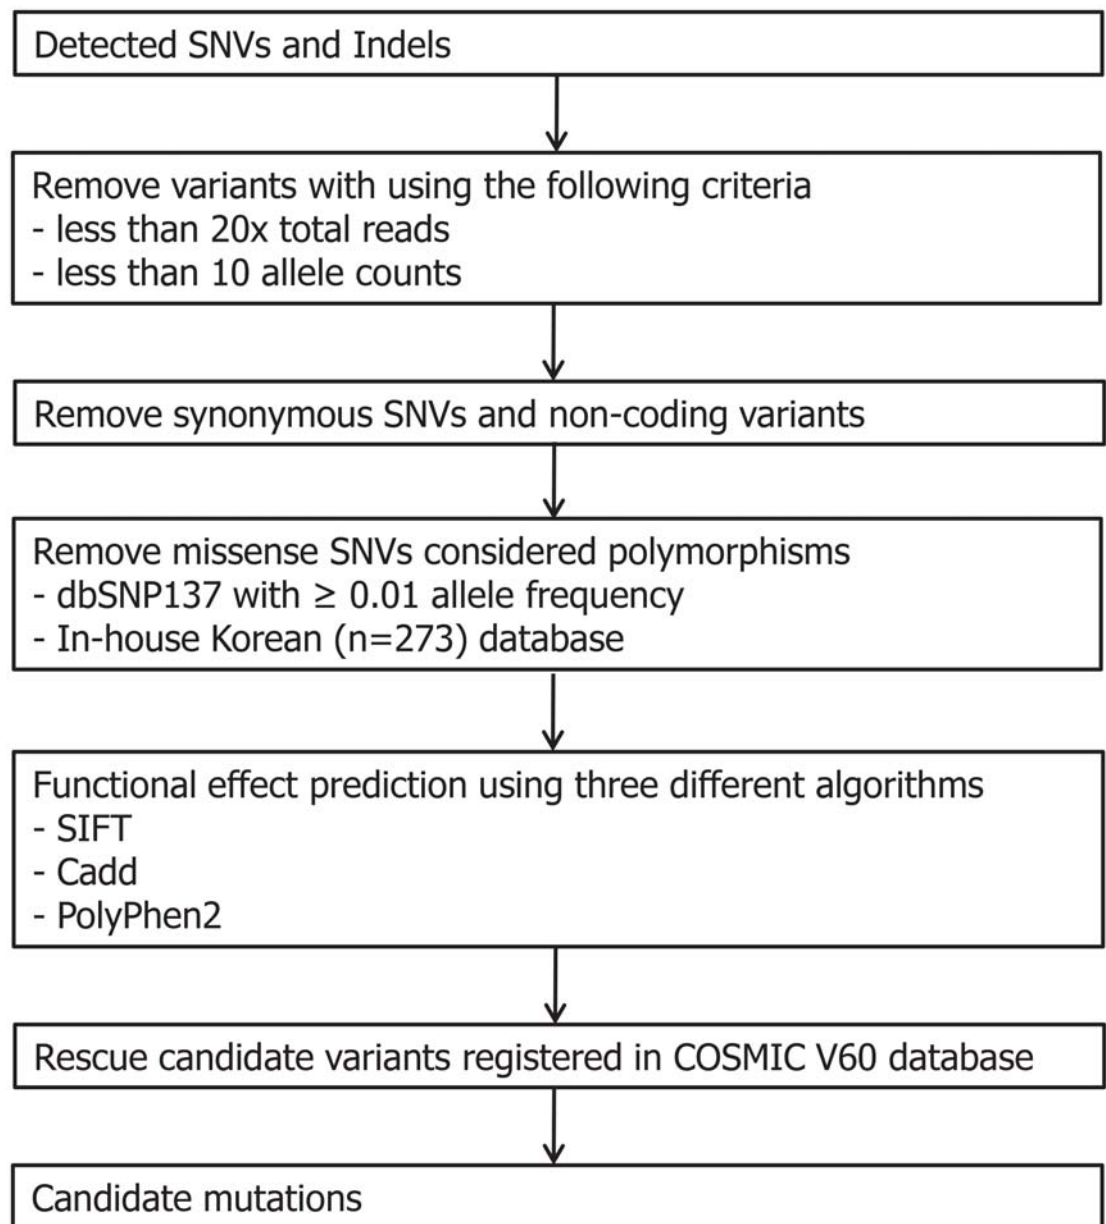 Detected SNVs and Indels
Remove variants with using the following criteria
- less than 20x total reads
- less than 10 allele counts
Remove synonymous SNVs and non-coding variants
Remove missense SNVs considered polymorphisms
- dbSNP137 with ≥ 0.01 allele frequency
- In-house Korean (n=273) database
Functional effect prediction using three different algorithms
- SIFT
- Cadd
- PolyPhen2
Rescue candidate variants registered in COSMIC V60 database
Candidate mutations